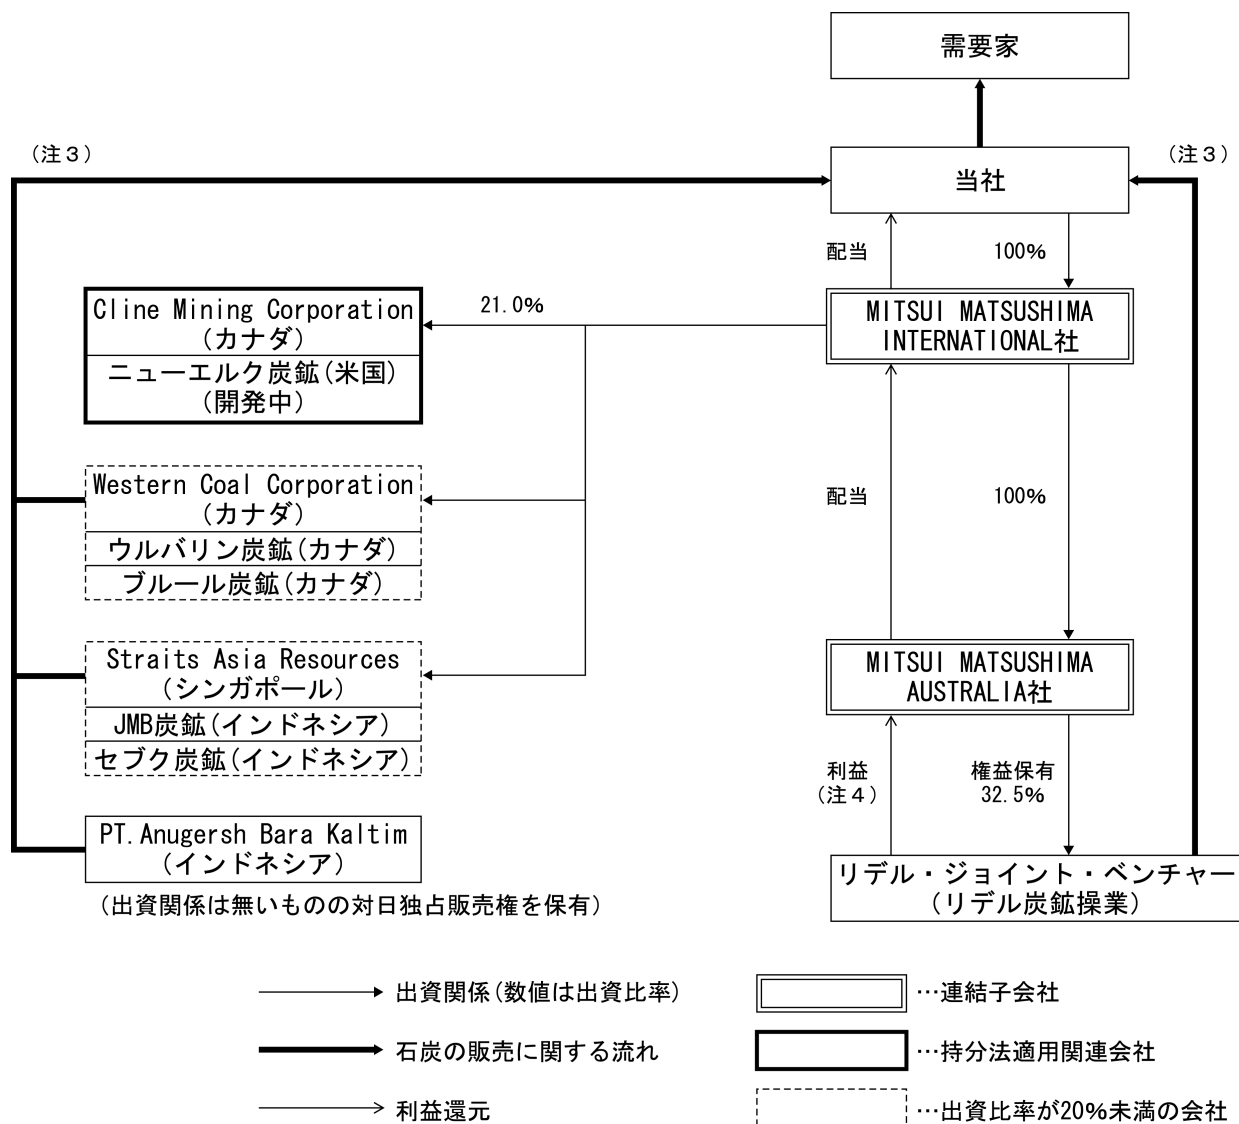 需要家
(注3)
(注3)
当社
配当
100%
Cline Mining Corporation
(カナダ)
ニューエルク炭鉱(米国)
(開発中)
21.0%
MITSUI MATSUSHIMA
INTERNATIONAL社
Western Coal Corporation
(カナダ)
ウルバリン炭鉱(カナダ)
ブルール炭鉱(カナダ)
配当
100%
Straits Asia Resources
(シンガポール)
JMB炭鉱(インドネシア)
セブク炭鉱(インドネシア)
MITSUI MATSUSHIMA
AUSTRALIA社
利益
(注4)
権益保有
32.5%
PT.Anugersh Bara Kaltim
(インドネシア)
(出資関係は無いものの対日独占販売権を保有)
リデル・ジョイント・ベンチャー
(リデル炭鉱操業)
出資関係(数値は出資比率)
…連結子会社
石炭の販売に関する流れ
…持分法適用関連会社
利益還元
…出資比率が20%未満の会社